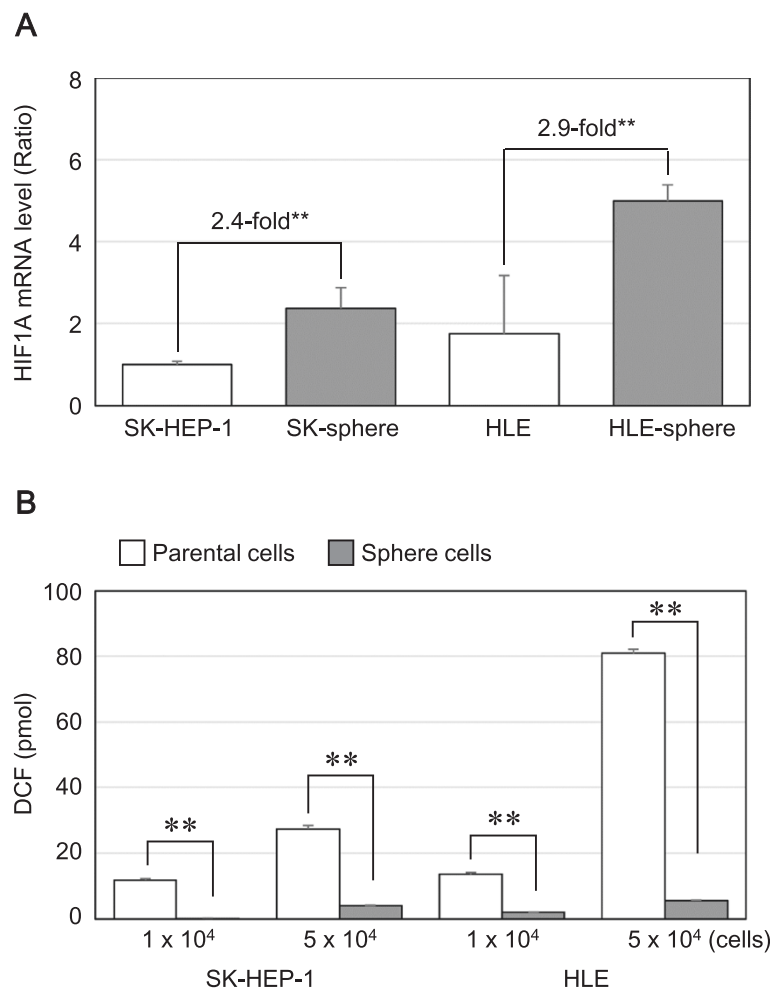 A
HIF1A mRNA level (Ratio)
8
6
4
2
0
2.4-fold**
2.9-fold**
SK-HEP-1 SK-sphere HLE HLE-sphere
B
Parental cells Sphere cells
DCF (pmol)
100
80
60
40
20
0
** ** ** **
1 x 10⁴ 5 x 10⁴ 1 x 10⁴ 5 x 10⁴ (cells)
SK-HEP-1 HLE